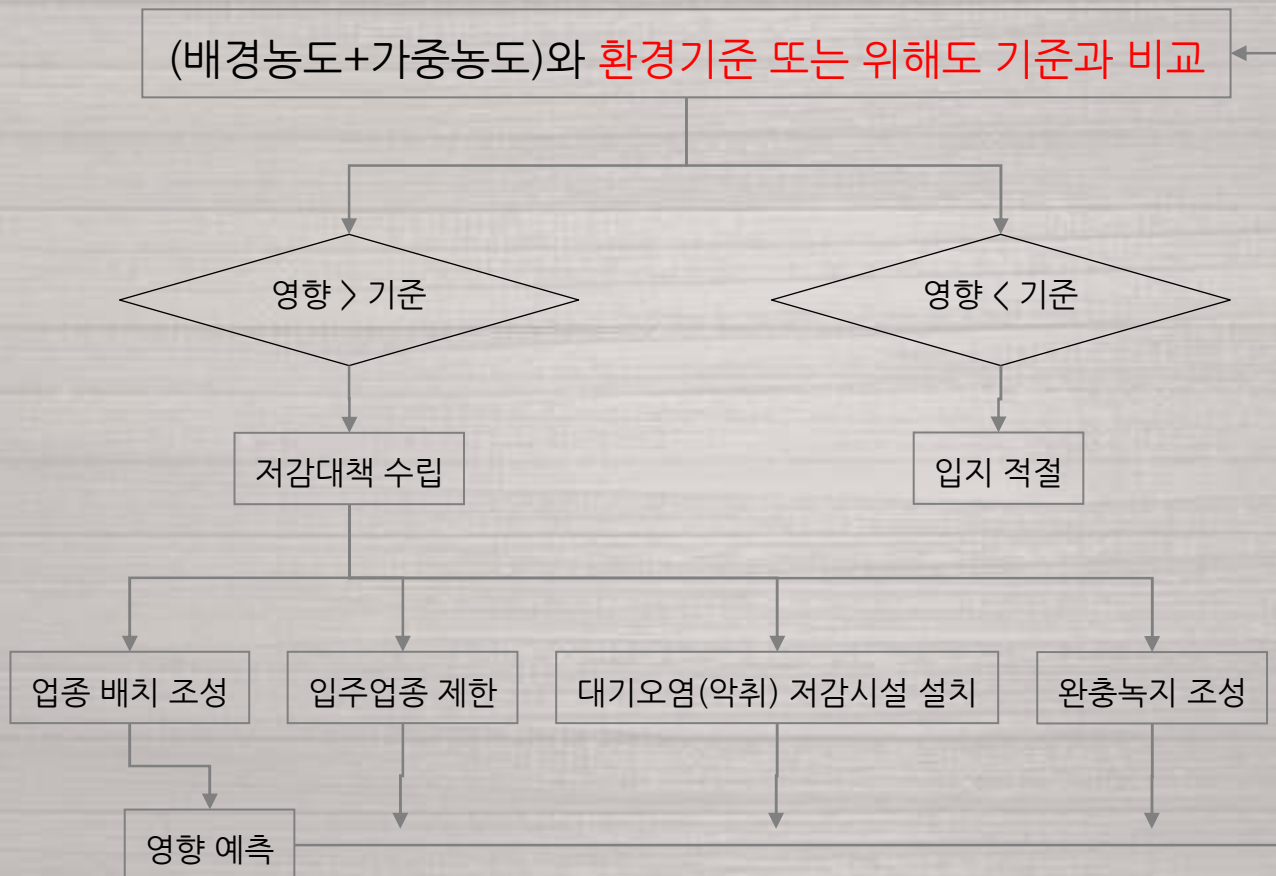 (배경농도+가중농도)와 환경기준 또는 위해도 기준과 비교
영향 > 기준
영향 < 기준
저감대책 수립
입지 적절
업종 배치 조성
입주업종 제한
대기오염(악취) 저감시설 설치
완충녹지 조성
영향 예측